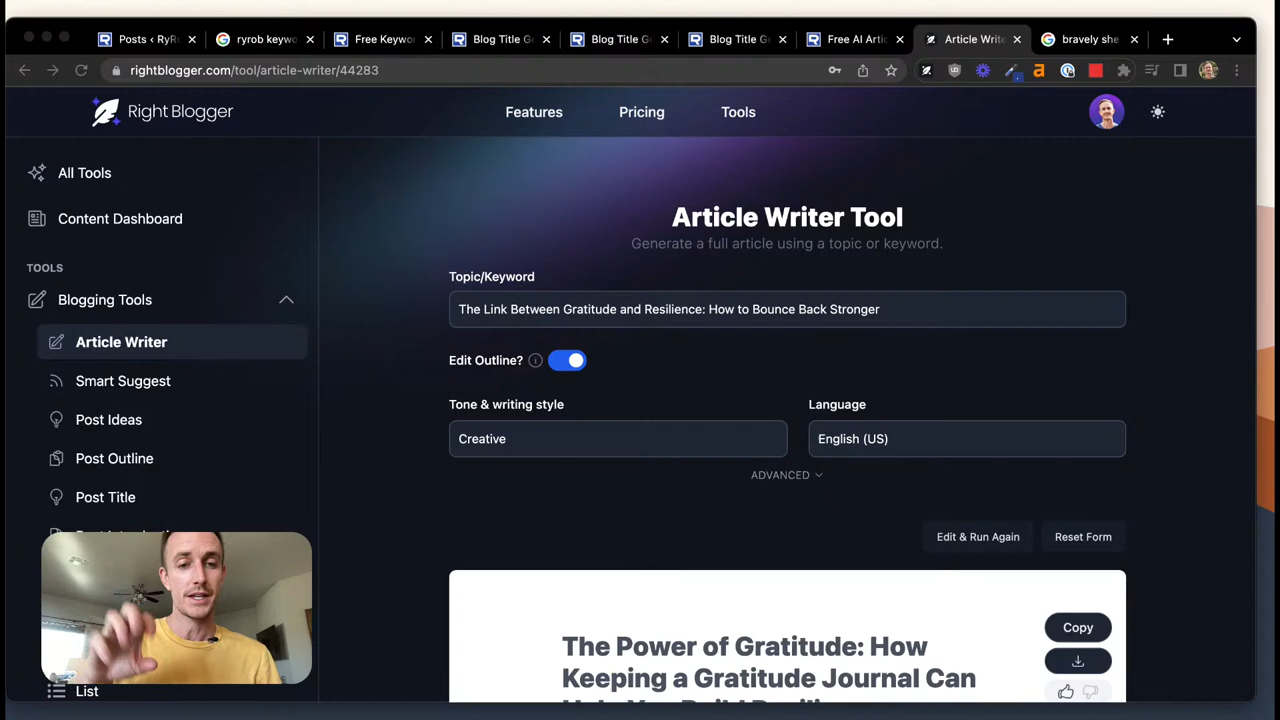 Posts ‹ RyR
ryrob keywo
Free Keywor
Blog Title Ge
Blog Title Ge
Blog Title Ge
Free AI Artic
Article Write
bravely she
rightblogger.com/tool/article-writer/44283
Right Blogger
Features
Pricing
Tools
All Tools
Content Dashboard
TOOLS
Blogging Tools
Article Writer
Smart Suggest
Post Ideas
Post Outline
Post Title
List
Article Writer Tool
Generate a full article using a topic or keyword.
Topic/Keyword
The Link Between Gratitude and Resilience: How to Bounce Back Stronger
Edit Outline?
Tone & writing style
Language
Creative
English (US)
ADVANCED
Edit & Run Again
Reset Form
The Power of Gratitude: How
Keeping a Gratitude Journal Can
Copy